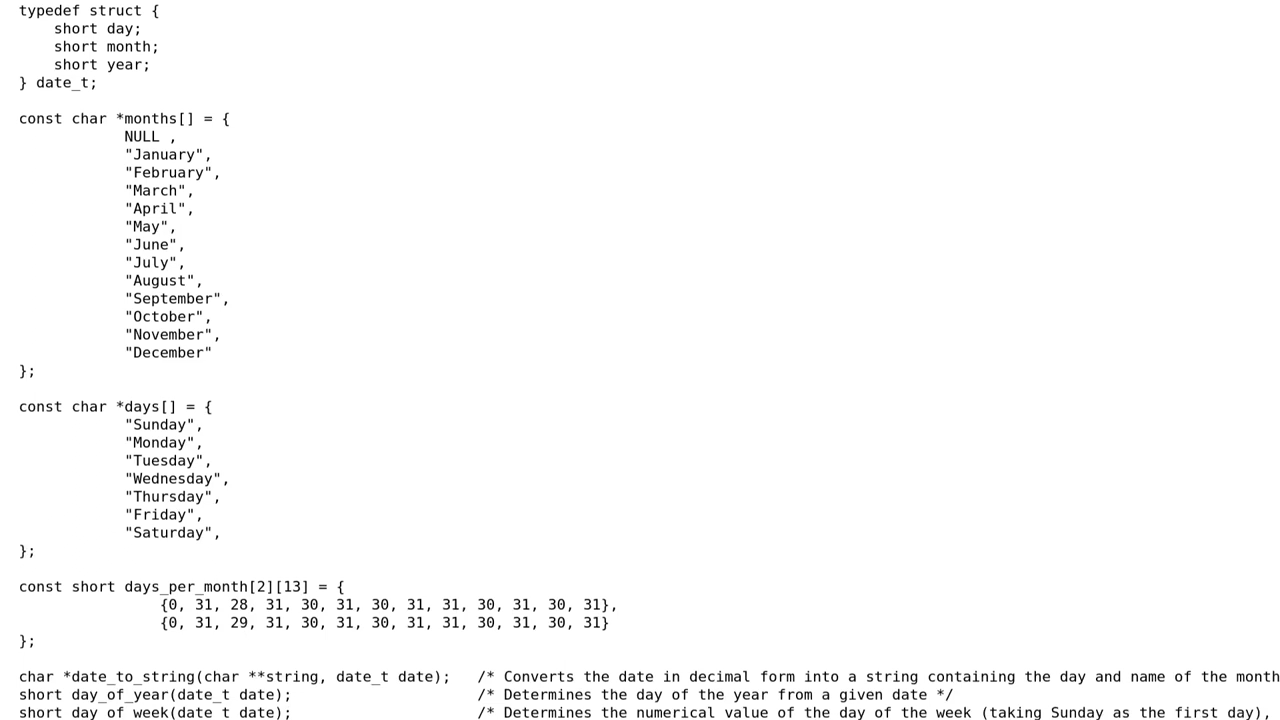 typedef struct {
    short day;
    short month;
    short year;
} date_t;

const char *months[] = {
            NULL ,
            "January",
            "February",
            "March",
            "April",
            "May",
            "June",
            "July",
            "August",
            "September",
            "October",
            "November",
            "December"
};

const char *days[] = {
            "Sunday",
            "Monday",
            "Tuesday",
            "Wednesday",
            "Thursday",
            "Friday",
            "Saturday",
};

const short days_per_month[2][13] = {
                {0, 31, 28, 31, 30, 31, 30, 31, 31, 30, 31, 30, 31},
                {0, 31, 29, 31, 30, 31, 30, 31, 31, 30, 31, 30, 31}
};

char *date_to_string(char **string, date_t date);   /* Converts the date in decimal form into a string containing the day and name of the month
short day_of_year(date_t date);                     /* Determines the day of the year from a given date */
short day_of_week(date_t date);                     /* Determines the numerical value of the day of the week (taking Sunday as the first day),